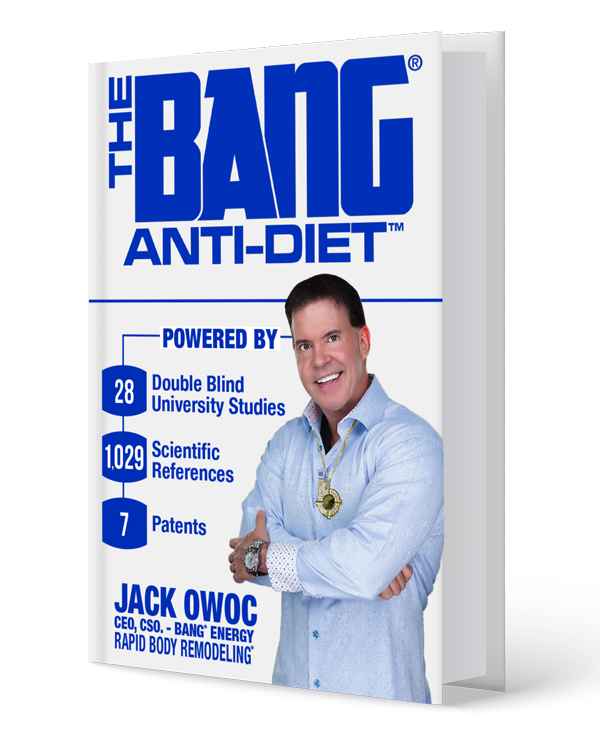 THE
BANG®
ANTI-DIET™
POWERED BY
28
Double Blind
University Studies
1,029
Scientific
References
7
Patents
JACK OWOC
CEO, CSO. - BANG® ENERGY
RAPID BODY REMODELING®